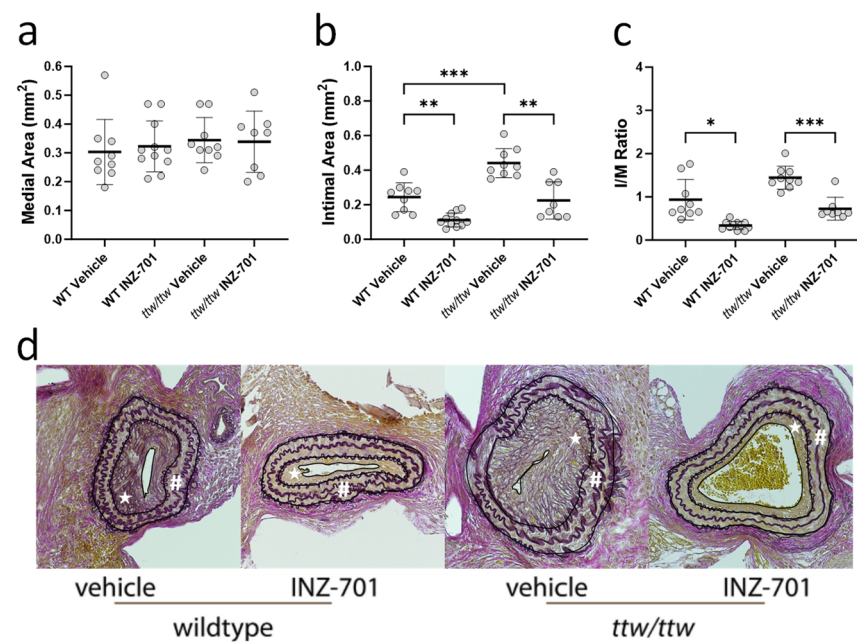 a
b
c
Medial Area (mm²)
0.6
0.5
0.4
0.3
0.2
0.1
0.0
WT Vehicle
WT INZ-701
ttw/ttw Vehicle
ttw/ttw INZ-701
Intimal Area (mm²)
1.0
0.8
0.6
0.4
0.2
0.0
***
**
**
WT Vehicle
WT INZ-701
ttw/ttw Vehicle
ttw/ttw INZ-701
I/M Ratio
4
3
2
1
0
*
***
WT Vehicle
WT INZ-701
ttw/ttw Vehicle
ttw/ttw INZ-701
d
#
#
#
#
vehicle
INZ-701
vehicle
INZ-701
wildtype
ttw/ttw